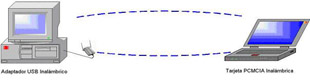 Adaptador USB Inalámbrico
Tarjeta PCMCIA Inalámbrica